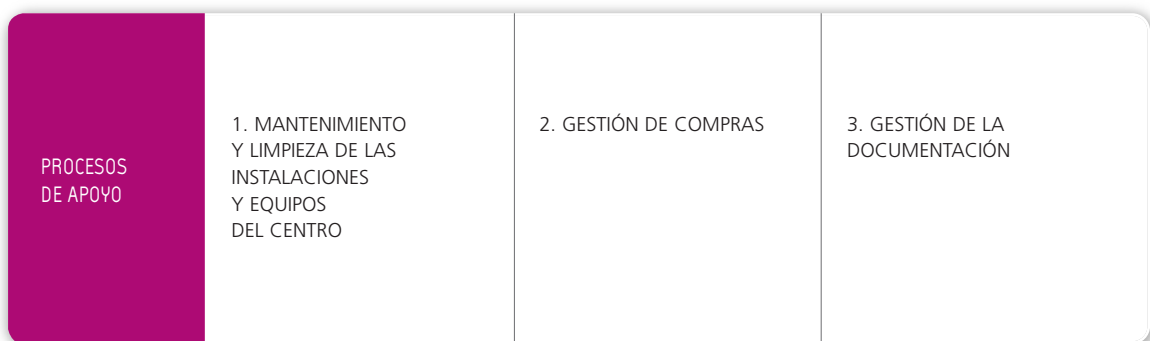 PROCESOS
DE APOYO
1. MANTENIMIENTO
Y LIMPIEZA DE LAS
INSTALACIONES
Y EQUIPOS
DEL CENTRO
2. GESTIÓN DE COMPRAS
3. GESTIÓN DE LA
DOCUMENTACIÓN